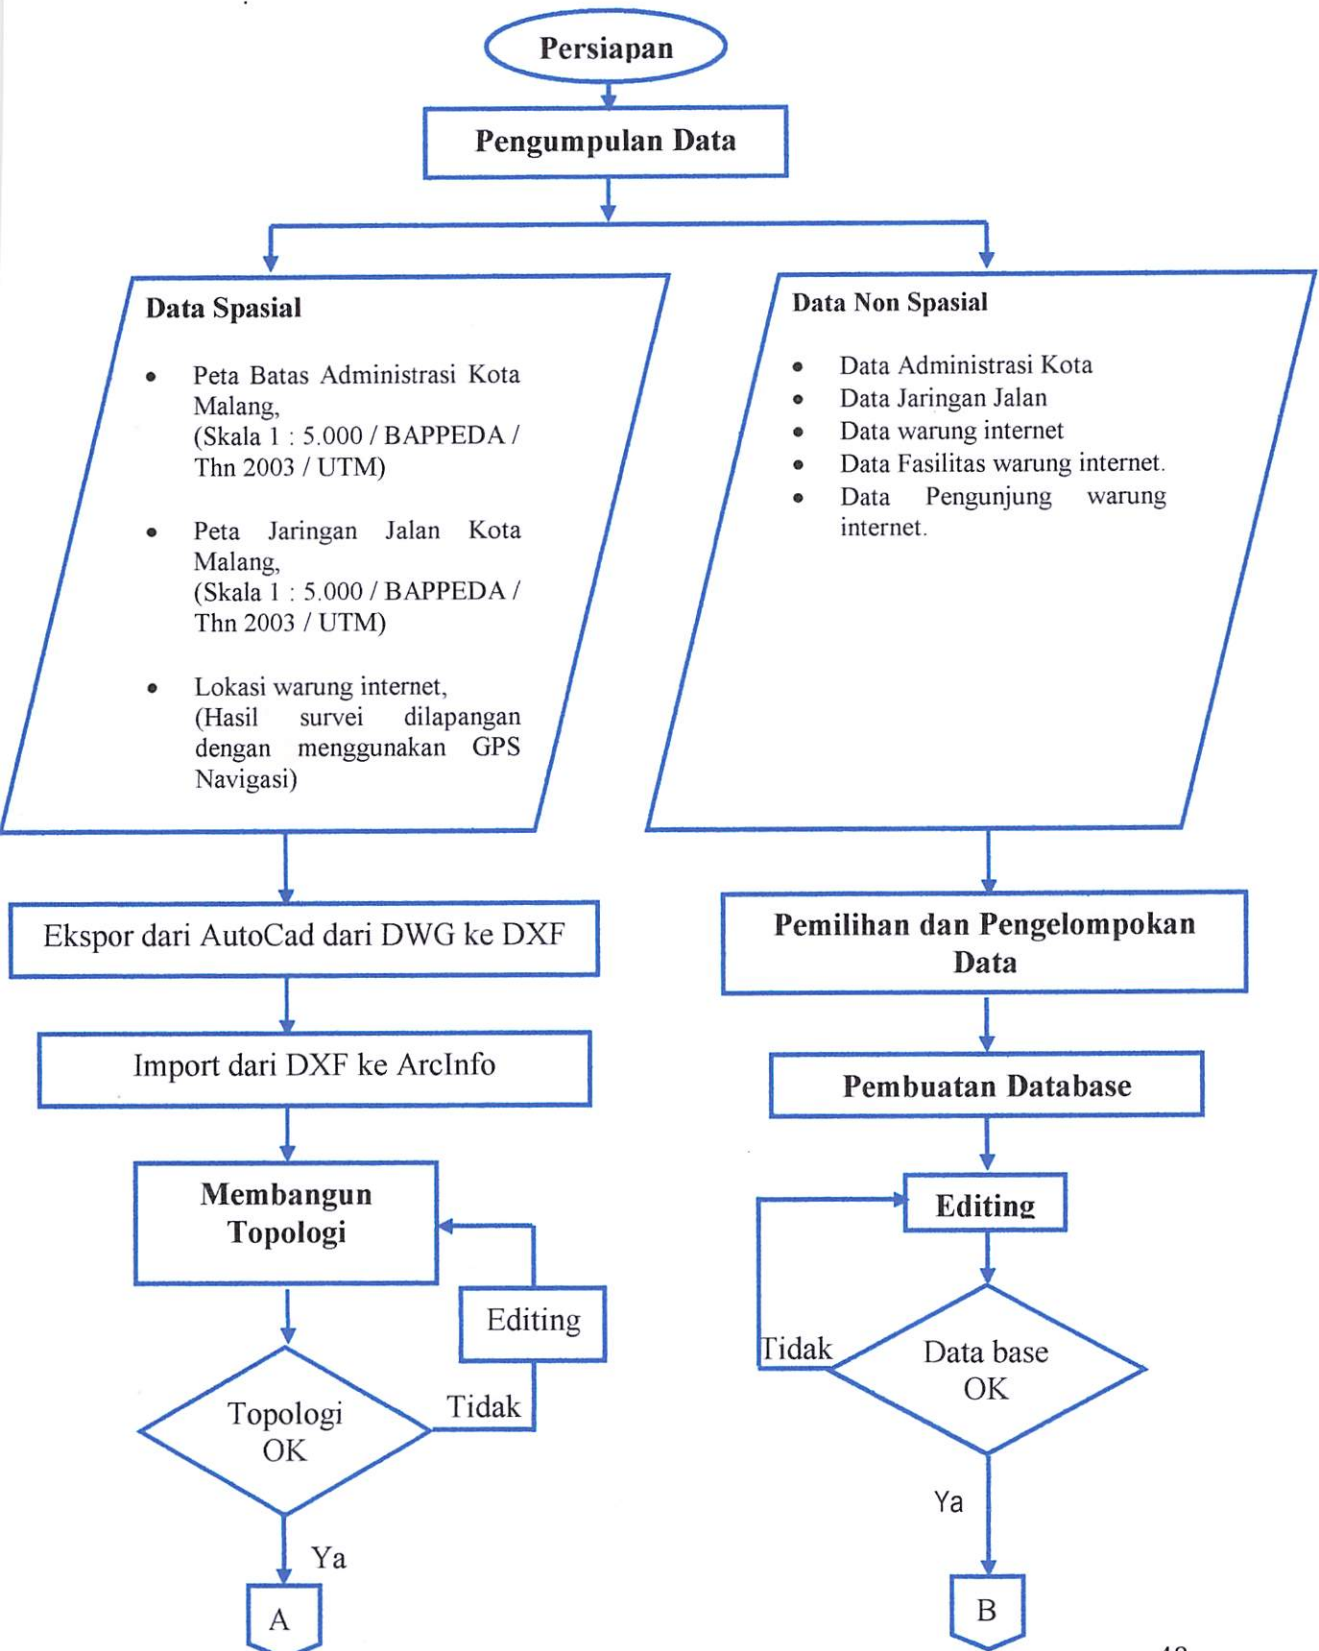 Persiapan
Pengumpulan Data
Data Spasial
• Peta Batas Administrasi Kota
Malang,
(Skala 1 : 5.000 / BAPPEDA /
Thn 2003 / UTM)
• Peta Jaringan Jalan Kota
Malang,
(Skala 1 : 5.000 / BAPPEDA /
Thn 2003 / UTM)
• Lokasi warung internet,
(Hasil survei dilapangan
dengan menggunakan GPS
Navigasi)
Data Non Spasial
• Data Administrasi Kota
• Data Jaringan Jalan
• Data warung internet
• Data Fasilitas warung internet.
• Data Pengunjung warung
internet.
Ekspor dari AutoCad dari DWG ke DXF
Import dari DXF ke ArcInfo
Membangun
Topologi
Editing
Topologi
OK
Tidak
Ya
A
Pemilihan dan Pengelompokan
Data
Pembuatan Database
Editing
Data base
OK
Tidak
Ya
B